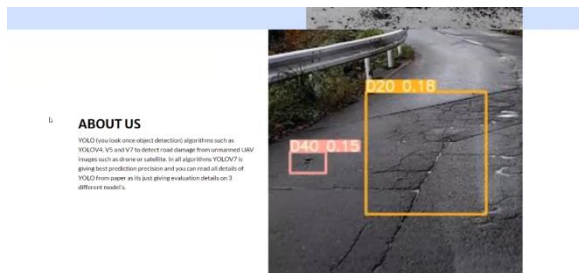 D20 0.18
D40 0.15
ABOUT US
YOLO (you look once object detection) algorithms such as
YOLOV4, V5 and V7 to detect road damage from unmanned UAV
images such as drone or satellite. In all algorithms YOLOV7 is
giving best prediction precision and you can read all details of
YOLO from paper as its just giving evaluation details on 3
different model's.